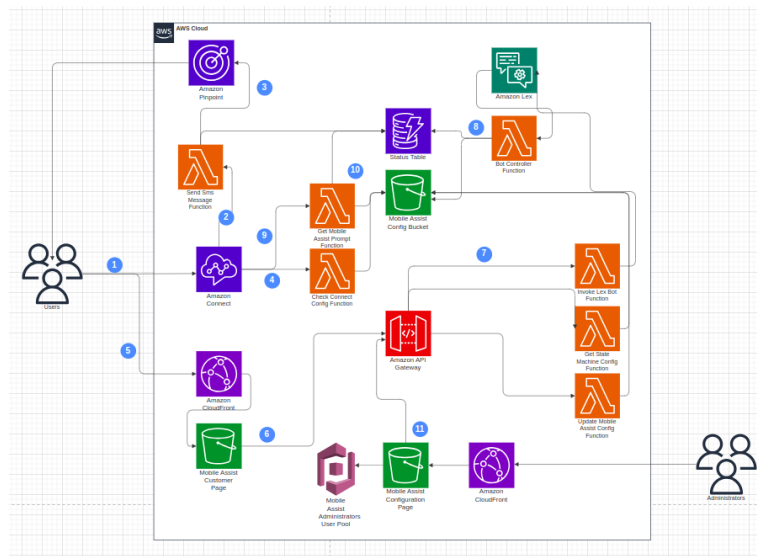 aws
AWS Cloud
Amazon
Pinpoint
3
Amazon Lex
Status Table
8
Bot Controller
Function
Send Sms
Message
Function
10
2
Get Mobile
Assist Prompt
Function
Mobile Assist
Config Bucket
9
1
Users
Amazon
Connect
4
Check Connect
Config Function
7
Invoke Lex Bot
Function
5
Amazon
CloudFront
Amazon API
Gateway
Get State
Machine Config
Function
Update Mobile
Assist Config
Function
6
11
Mobile Assist
Customer
Page
Mobile
Assist
Administrators
User Pool
Mobile Assist
Configuration
Page
Amazon
CloudFront
Administrators